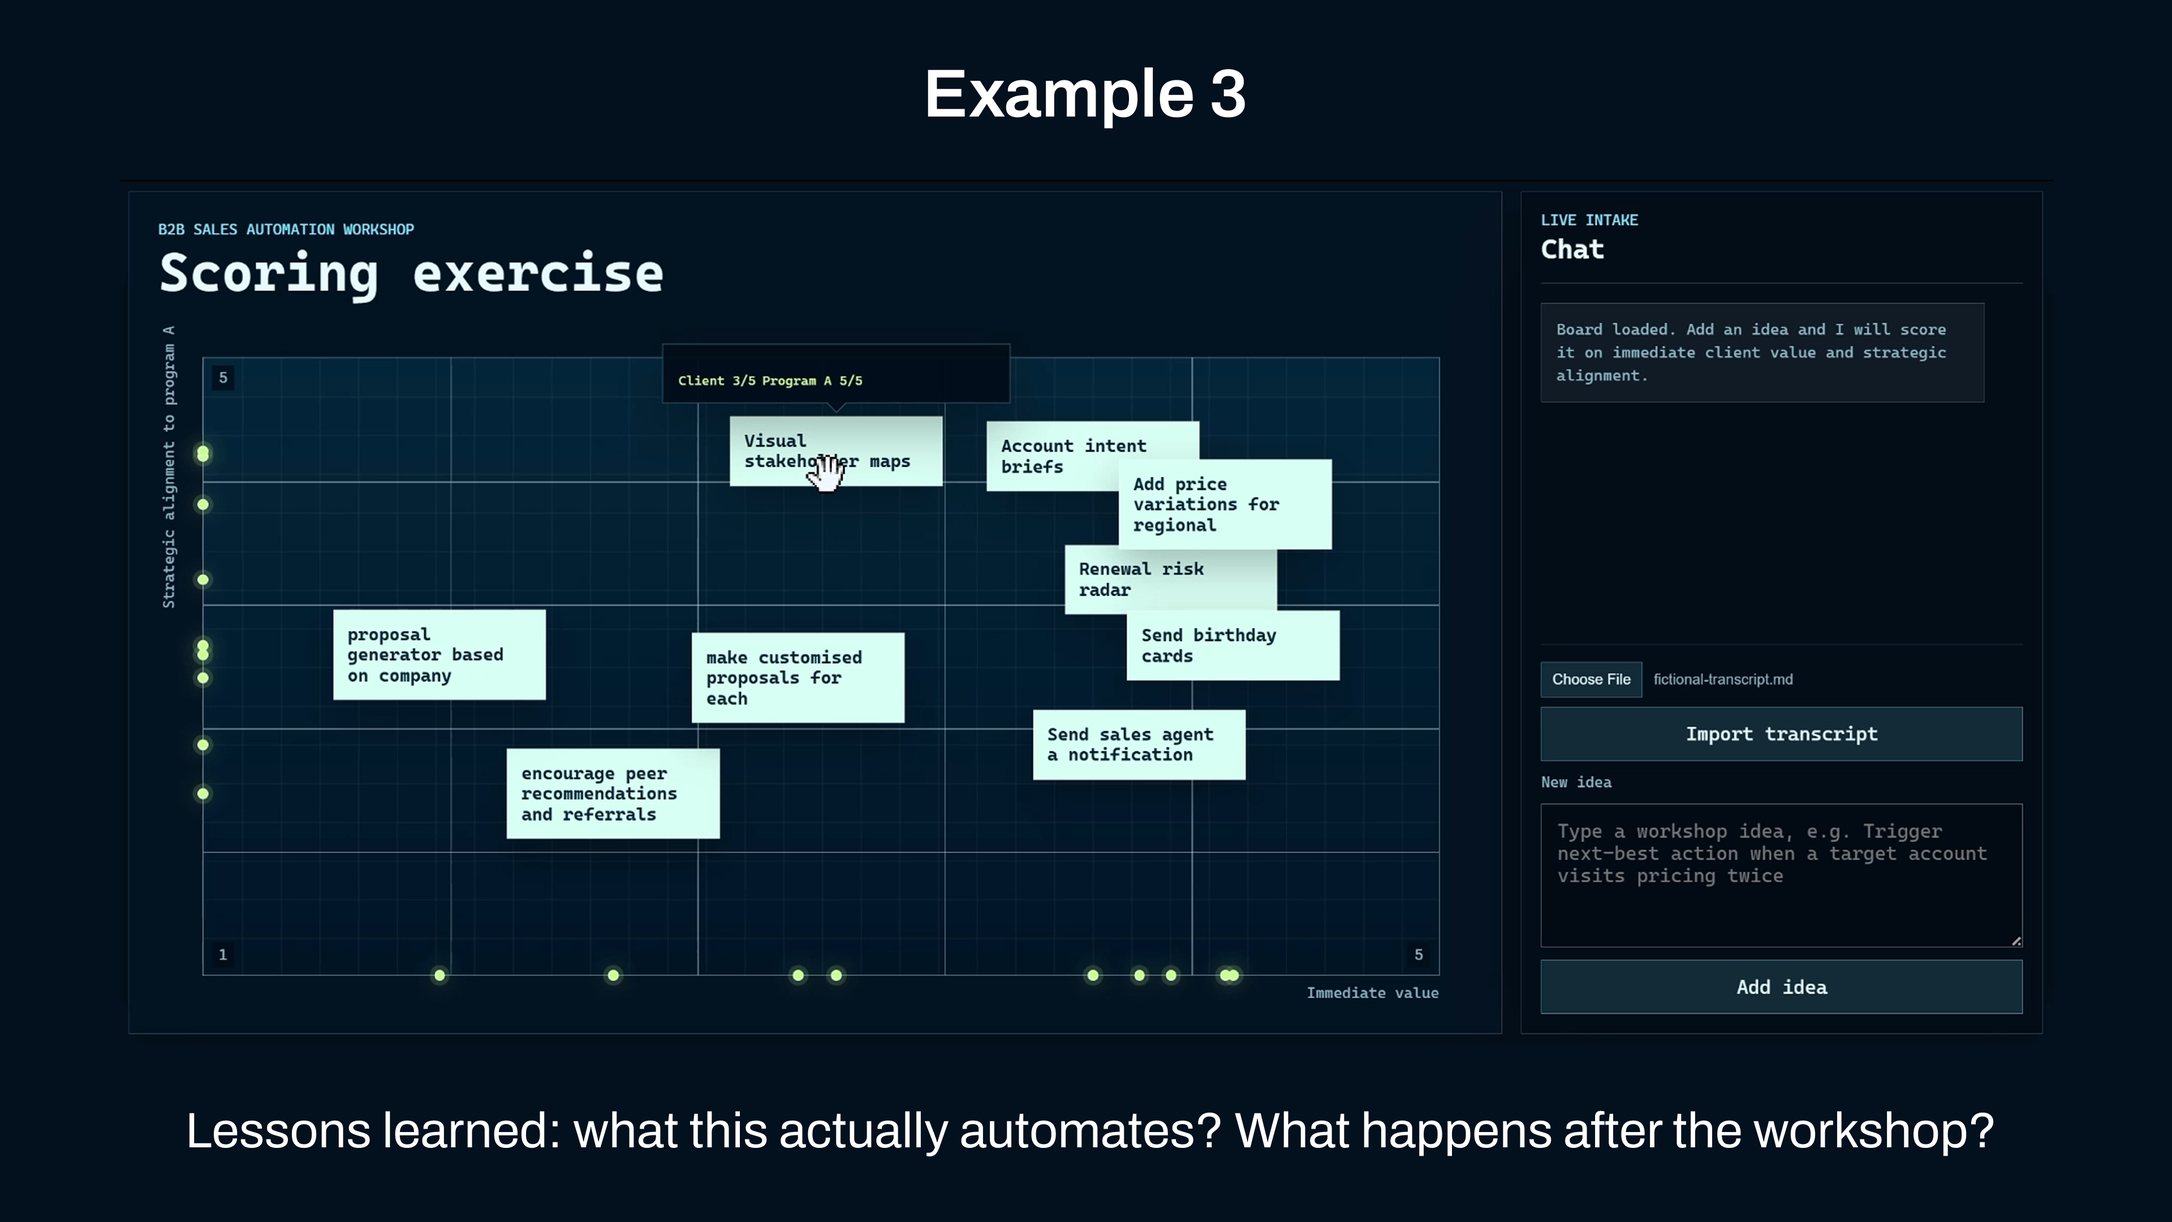 Example 3
B2B SALES AUTOMATION WORKSHOP
Scoring exercise
Strategic alignment to program A
5
Client 3/5 Program A 5/5
Visual
stakeholder maps
Account intent
briefs
Add price
variations for
regional
Renewal risk
radar
proposal
generator based
on company
make customised
proposals for
each
Send birthday
cards
Send sales agent
a notification
encourage peer
recommendations
and referrals
1
5
Immediate value
LIVE INTAKE
Chat
Board loaded. Add an idea and I will score
it on immediate client value and strategic
alignment.
Choose File fictional-transcript.md
Import transcript
New idea
Type a workshop idea, e.g. Trigger
next-best action when a target account
visits pricing twice
Add idea
Lessons learned: what this actually automates? What happens after the workshop?